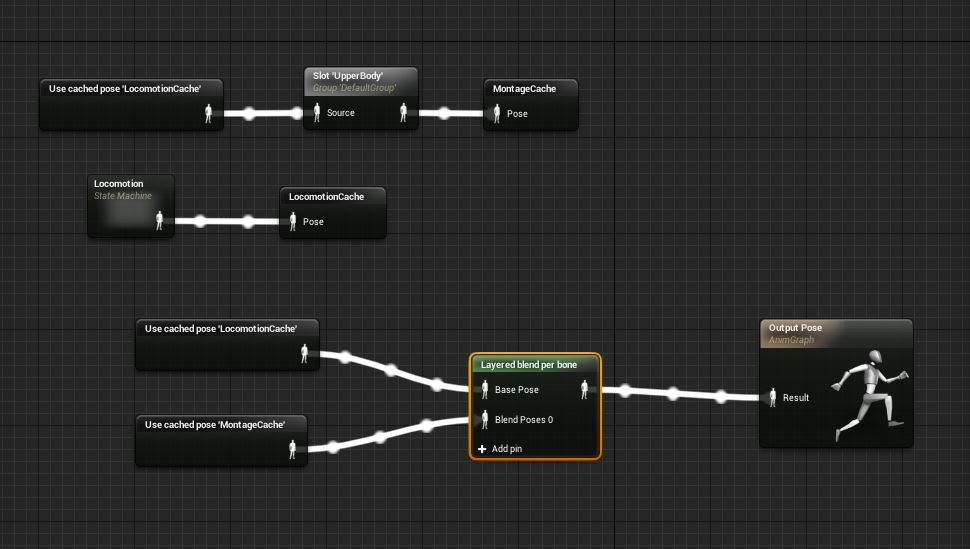 Use cached pose 'LocomotionCache'
Slot 'UpperBody'
Group 'DefaultGroup'
Source
MontageCache
Pose
Locomotion
State Machine
LocomotionCache
Pose
Use cached pose 'LocomotionCache'
Use cached pose 'MontageCache'
Layered blend per bone
Base Pose
Blend Poses 0
Add pin
Output Pose
AnimGraph
Result